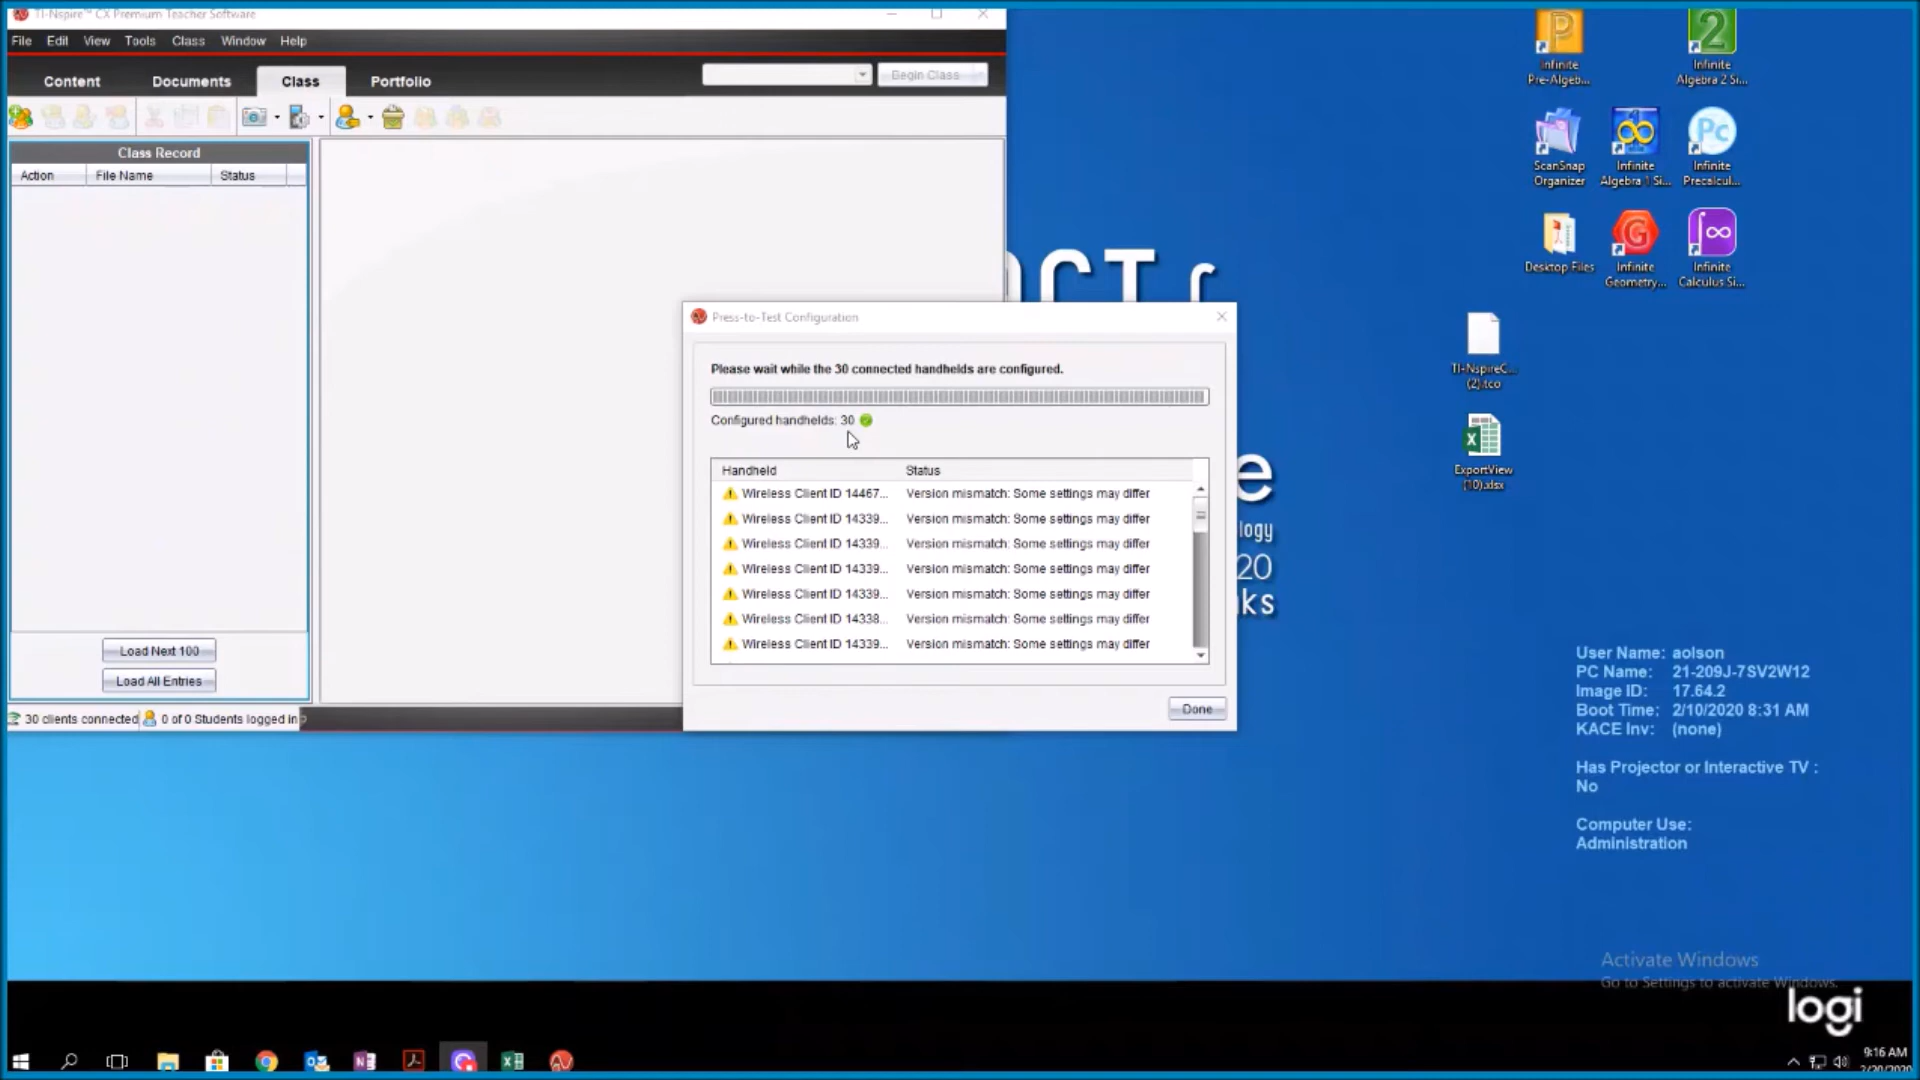 TI-Nspire™ CX Premium Teacher Software
File Edit View Tools Class Window Help
Content Documents Class Portfolio
Begin Class
Class Record
Action File Name Status
Load Next 100
Load All Entries
30 clients connected 0 of 0 Students logged in
Press-to-Test Configuration
Please wait while the 30 connected handhelds are configured.
Configured handhelds: 30
Handheld Status
Wireless Client ID 14467... Version mismatch: Some settings may differ
Wireless Client ID 14339... Version mismatch: Some settings may differ
Wireless Client ID 14339... Version mismatch: Some settings may differ
Wireless Client ID 14339... Version mismatch: Some settings may differ
Wireless Client ID 14339... Version mismatch: Some settings may differ
Wireless Client ID 14338... Version mismatch: Some settings may differ
Wireless Client ID 14339... Version mismatch: Some settings may differ
Done
Infinite
Pre-Algeb...
Infinite
Algebra 2 Si...
ScanSnap
Organizer
Infinite
Algebra 1 Si...
Infinite
Precalcul...
Desktop Files
Infinite
Geometry...
Infinite
Calculus Si...
TI-NspireC...
(2).tco
ExportView
(10).xlsx
e
logy
20
ks
User Name: aolson
PC Name: 21-209J-7SV2W12
Image ID: 17.64.2
Boot Time: 2/10/2020 8:31 AM
KACE Inv: (none)
Has Projector or Interactive TV :
No
Computer Use:
Administration
Activate Windows
Go to Settings to activate Windows.
logi
9:16 AM